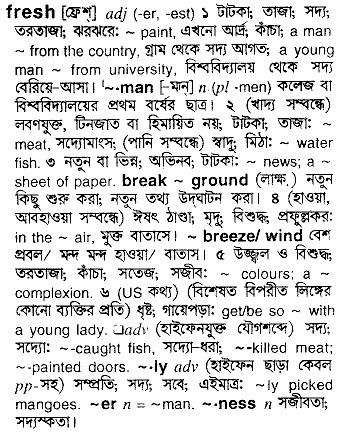 fresh [ফ্রেশ্] adj (-er, -est) ১ টাটকা; তাজা; সদ্য;
তরতাজা; ঝরঝরে: ~ paint, এখনো আর্দ্র, কাঁচা; a man
~ from the country, গ্রাম থেকে সদ্য আগত; a young
man ~ from university, বিশ্ববিদ্যালয় থেকে সদ্য
বেরিয়ে-আসা। '~·man [-মান্] n (pl -men) কলেজ বা
বিশ্ববিদ্যালয়ের প্রথম বর্ষের ছাত্র। ২ (খাদ্য সম্বন্ধে)
লবণযুক্ত, টিনজাত বা হিমায়িত নয়; টাটকা; তাজা: ~
meat, সদ্যোমাংস; (পানি সম্বন্ধে) স্বাদু; মিঠা: ~ water
fish. ৩ নতুন বা ভিন্ন; অভিনব; টাটকা: ~ news; a ~
sheet of paper. break ~ ground (লাক্ষ.) নতুন
কিছু শুরু করা; নতুন তথ্য উদ্‌ঘাটন করা। ৪ (হাওয়া,
আবহাওয়া সম্বন্ধে) ঈষৎ ঠাণ্ডা; মৃদু; বিশুদ্ধ; প্রফুল্লকর:
in the ~ air, মুক্ত বাতাসে। ~ breeze/ wind বেশ
প্রবল/ মন্দ মন্দ হাওয়া/ বাতাস। ৫ উজ্জ্বল ও বিশুদ্ধ;
তরতাজা; কাঁচা; সতেজ; সজীব: ~ colours; a ~
complexion. ৬ (US কথ্য) (বিশেষত বিপরীত লিঙ্গের
কোনো ব্যক্তির প্রতি) ধৃষ্ট; গায়েপড়া: get/be so ~ with
a young lady. □adv (হাইফেনযুক্ত যৌগশব্দে) সদ্য;
সদ্যো: ~-caught fish, সদ্যো-ধরা; ~-killed meat;
~-painted doors. ~·ly adv (হাইফেন ছাড়া কেবল
pp-সহ) সম্প্রতি; সদ্য; সবে; এইমাত্র: ~ly picked
mangoes. ~er n = ~man. ~·ness n সজীবতা;
সদ্যস্কতা।